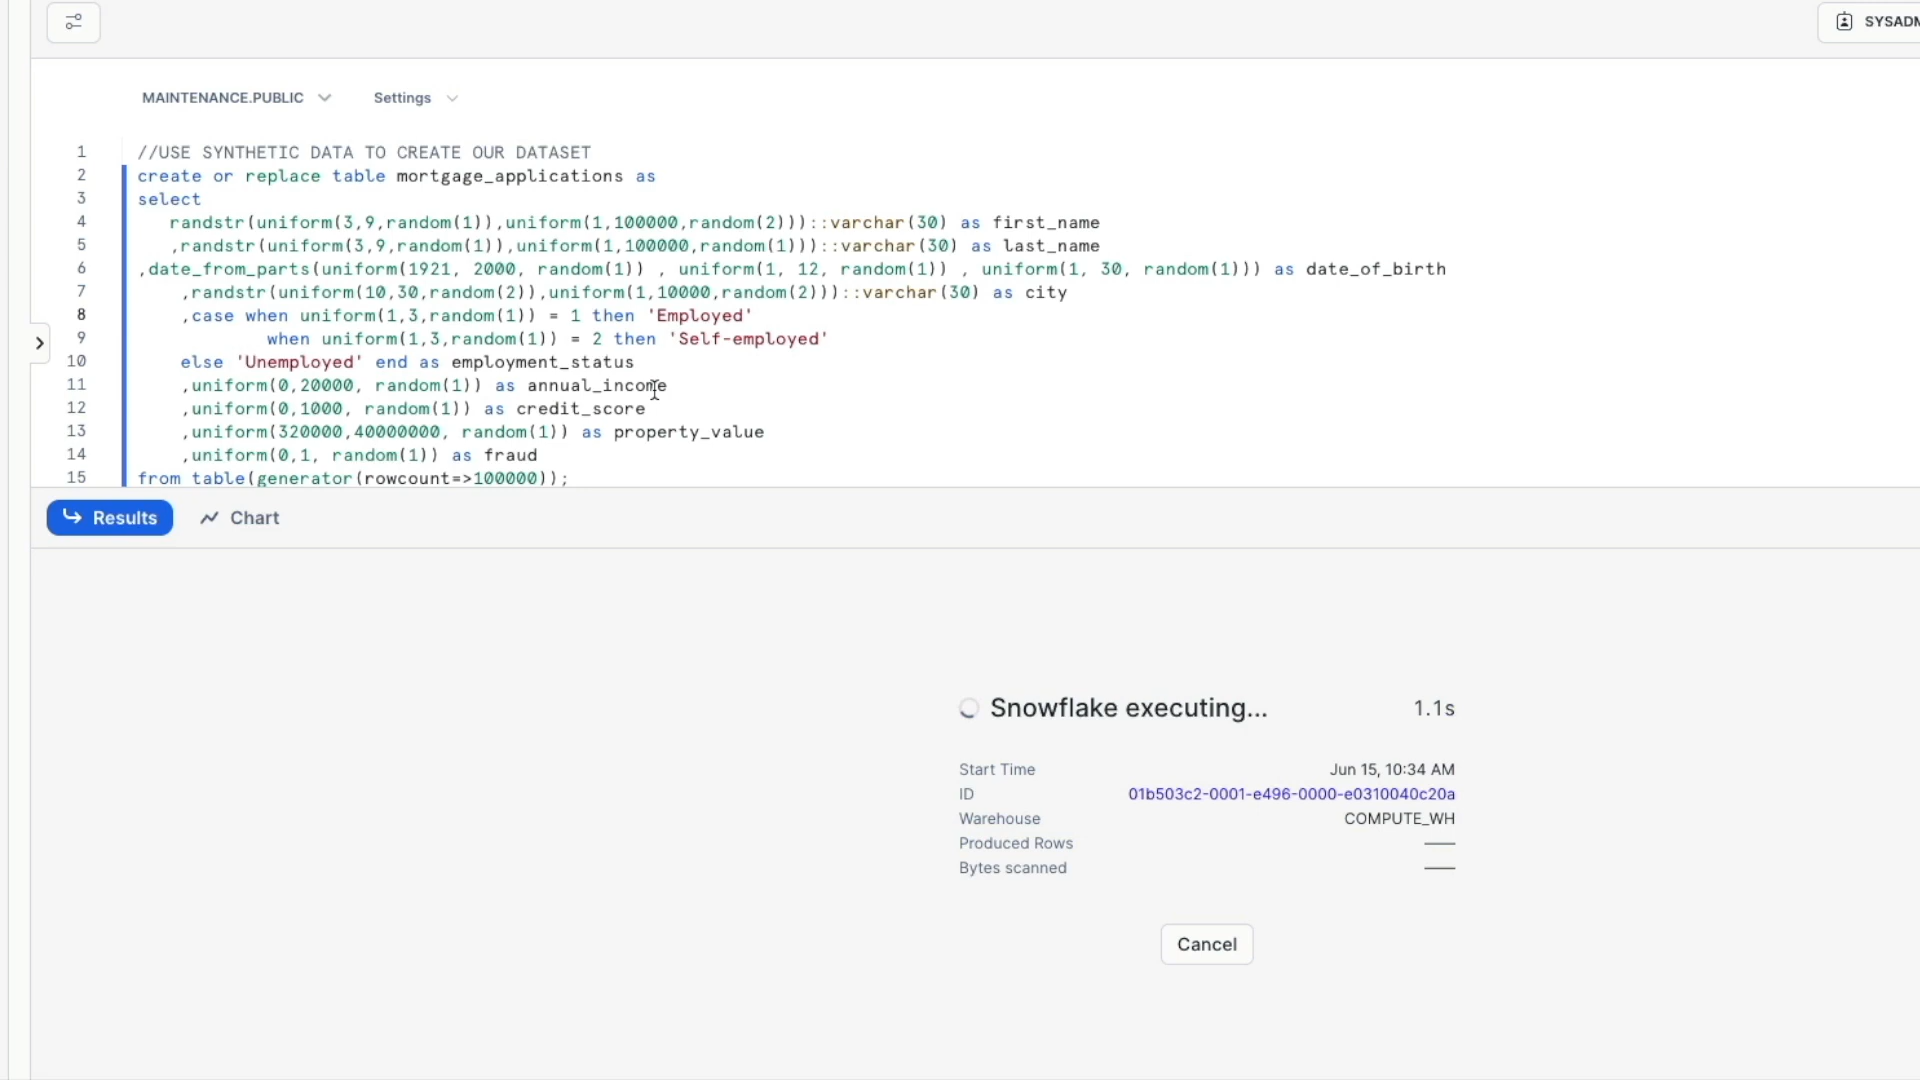 SYSADM
MAINTENANCE.PUBLIC
Settings
1 //USE SYNTHETIC DATA TO CREATE OUR DATASET
2 create or replace table mortgage_applications as
3 select
4 randstr(uniform(3,9,random(1)),uniform(1,100000,random(2)))::varchar(30) as first_name
5 ,randstr(uniform(3,9,random(1)),uniform(1,100000,random(1)))::varchar(30) as last_name
6 ,date_from_parts(uniform(1921, 2000, random(1)) , uniform(1, 12, random(1)) , uniform(1, 30, random(1))) as date_of_birth
7 ,randstr(uniform(10,30,random(2)),uniform(1,10000,random(2)))::varchar(30) as city
8 ,case when uniform(1,3,random(1)) = 1 then 'Employed'
9 when uniform(1,3,random(1)) = 2 then 'Self-employed'
10 else 'Unemployed' end as employment_status
11 ,uniform(0,20000, random(1)) as annual_income
12 ,uniform(0,1000, random(1)) as credit_score
13 ,uniform(320000,40000000, random(1)) as property_value
14 ,uniform(0,1, random(1)) as fraud
15 from table(generator(rowcount=>100000));
Results
Chart
Snowflake executing... 1.1s
Start Time Jun 15, 10:34 AM
ID 01b503c2-0001-e496-0000-e0310040c20a
Warehouse COMPUTE_WH
Produced Rows
Bytes scanned
Cancel